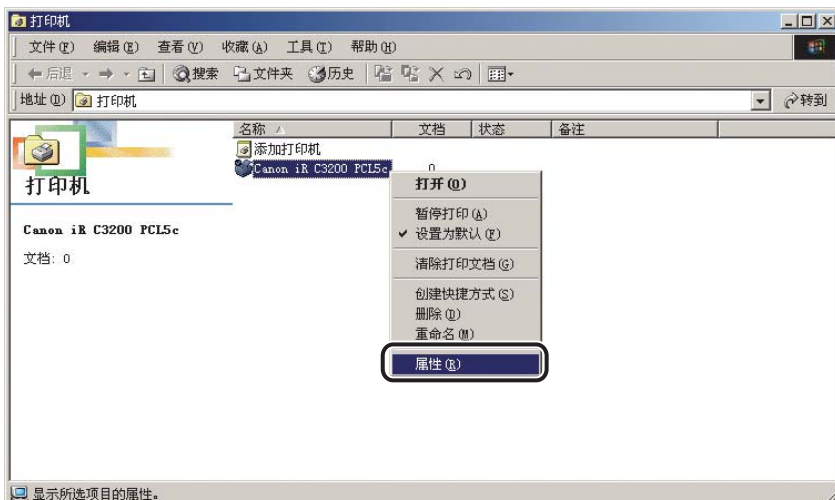 打印机
文件(F) 编辑(E) 查看(V) 收藏(A) 工具(T) 帮助(H)
后退 搜索 文件夹 历史
地址(D) 打印机 转到
名称 文档 状态 备注
添加打印机
Canon iR C3200 PCL5c 0
打印机
Canon iR C3200 PCL5c
文档: 0
打开(O)
暂停打印(A)
设置为默认(F)
清除打印文档(G)
创建快捷方式(S)
删除(D)
重命名(M)
属性(R)
显示所选项目的属性。